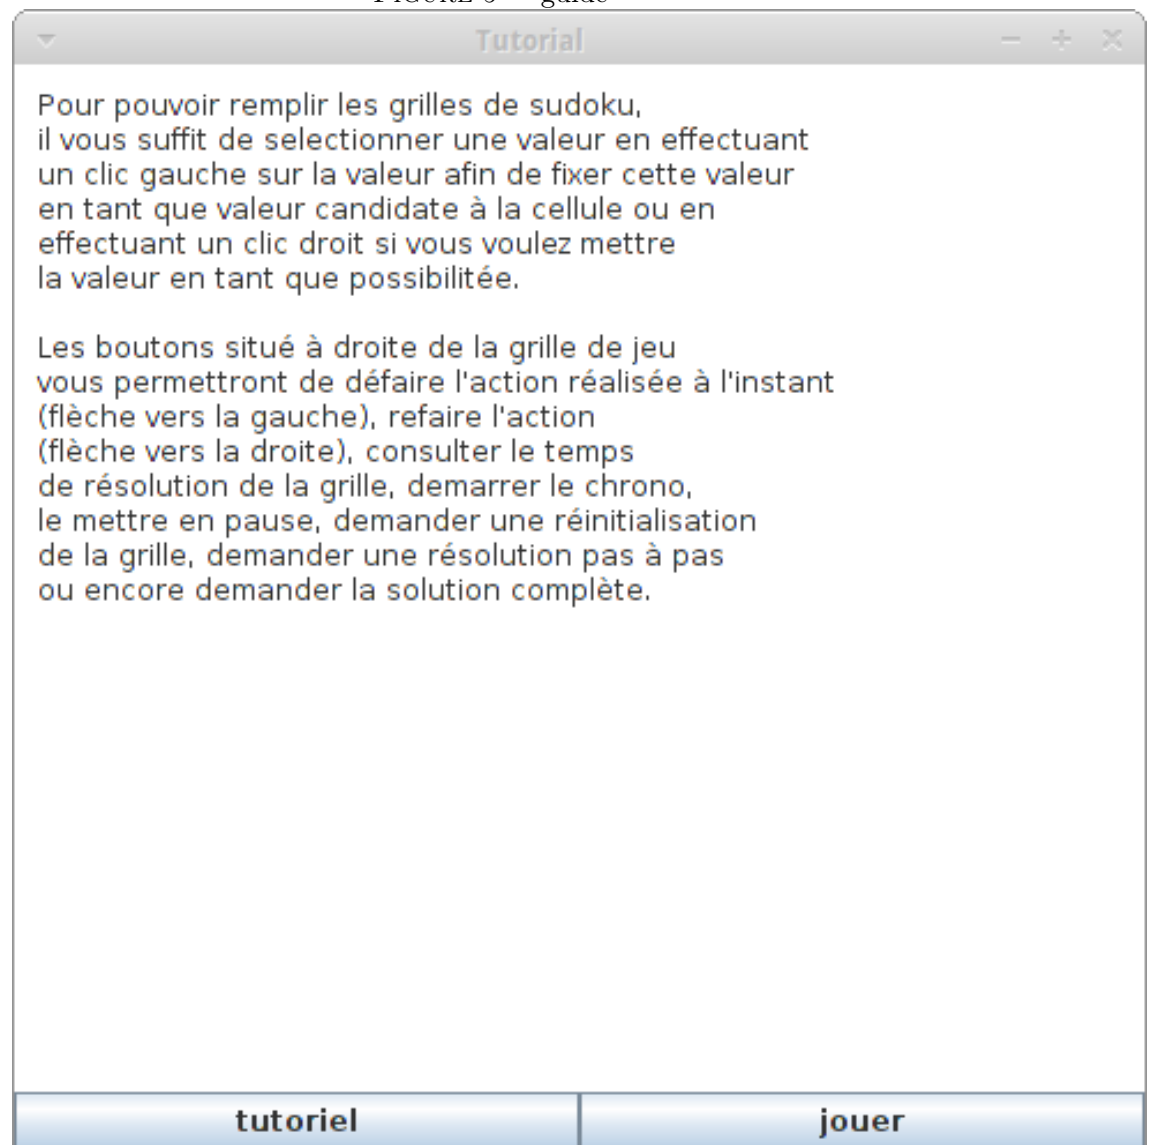 guide
Tutorial
Pour pouvoir remplir les grilles de sudoku,
il vous suffit de selectionner une valeur en effectuant
un clic gauche sur la valeur afin de fixer cette valeur
en tant que valeur candidate à la cellule ou en
effectuant un clic droit si vous voulez mettre
la valeur en tant que possibilitée.
Les boutons situé à droite de la grille de jeu
vous permettront de défaire l'action réalisée à l'instant
(flèche vers la gauche), refaire l'action
(flèche vers la droite), consulter le temps
de résolution de la grille, demarrer le chrono,
le mettre en pause, demander une réinitialisation
de la grille, demander une résolution pas à pas
ou encore demander la solution complète.
tutoriel
jouer